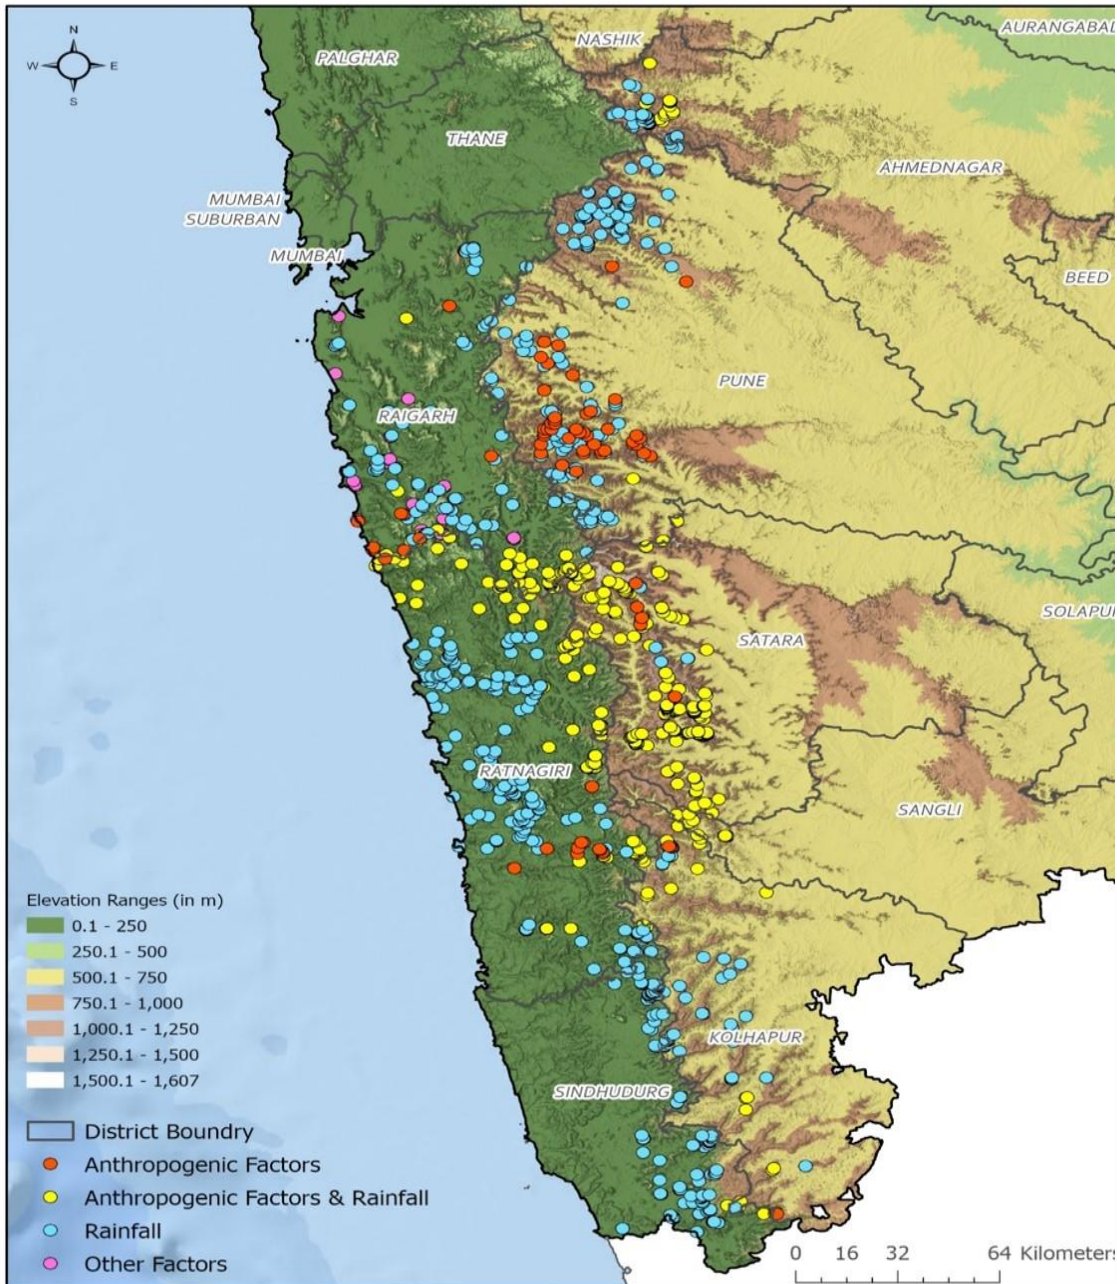 N
W E
S
NASHIK
AURANGABAD
PALGHAR
THANE
AHMEDNAGAR
MUMBAI
SUBURBAN
MUMBAI
BEED
PUNE
RAIGARH
SOLAPUR
SATARA
RATNAGIRI
SANGLI
KOLHAPUR
SINDHUDURG
Elevation Ranges (in m)
0.1 - 250
250.1 - 500
500.1 - 750
750.1 - 1,000
1,000.1 - 1,250
1,250.1 - 1,500
1,500.1 - 1,607
District Boundry
Anthropogenic Factors
Anthropogenic Factors & Rainfall
Rainfall
Other Factors
0 16 32 64 Kilometers